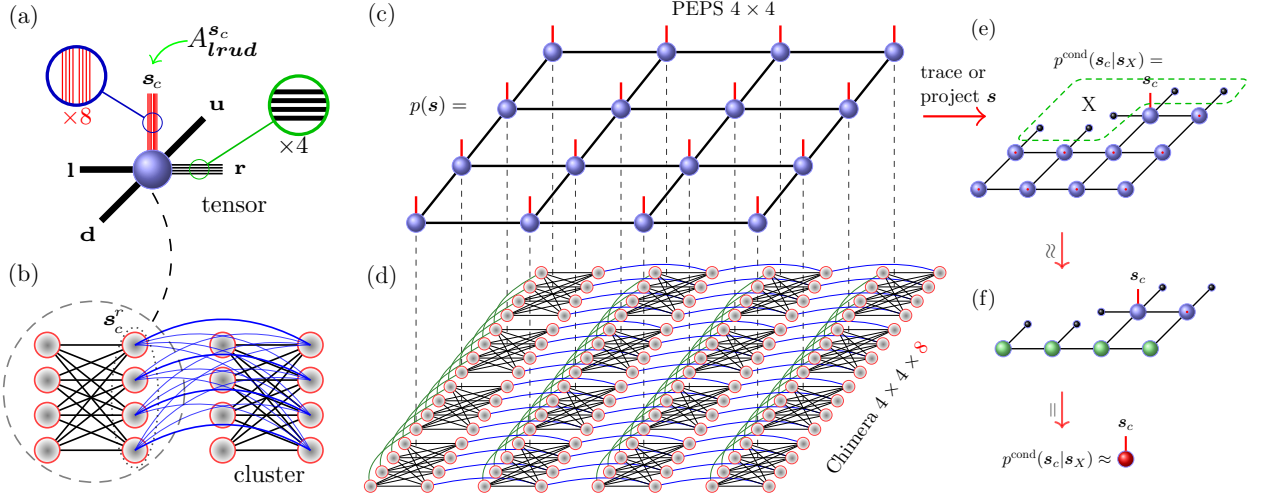 (a)
A^{s_c}_{lrud}
s_c
×8
u
×4
l
r
d
tensor
(b)
s_c^r
cluster
(c)
PEPS 4 × 4
p(s) =
(d)
Chimera 4 × 4 × 8
trace or
project s
(e)
p^{cond}(s_c|s_X) =
s_c
X
≈
(f)
s_c
=
s_c
p^{cond}(s_c|s_X) ≈